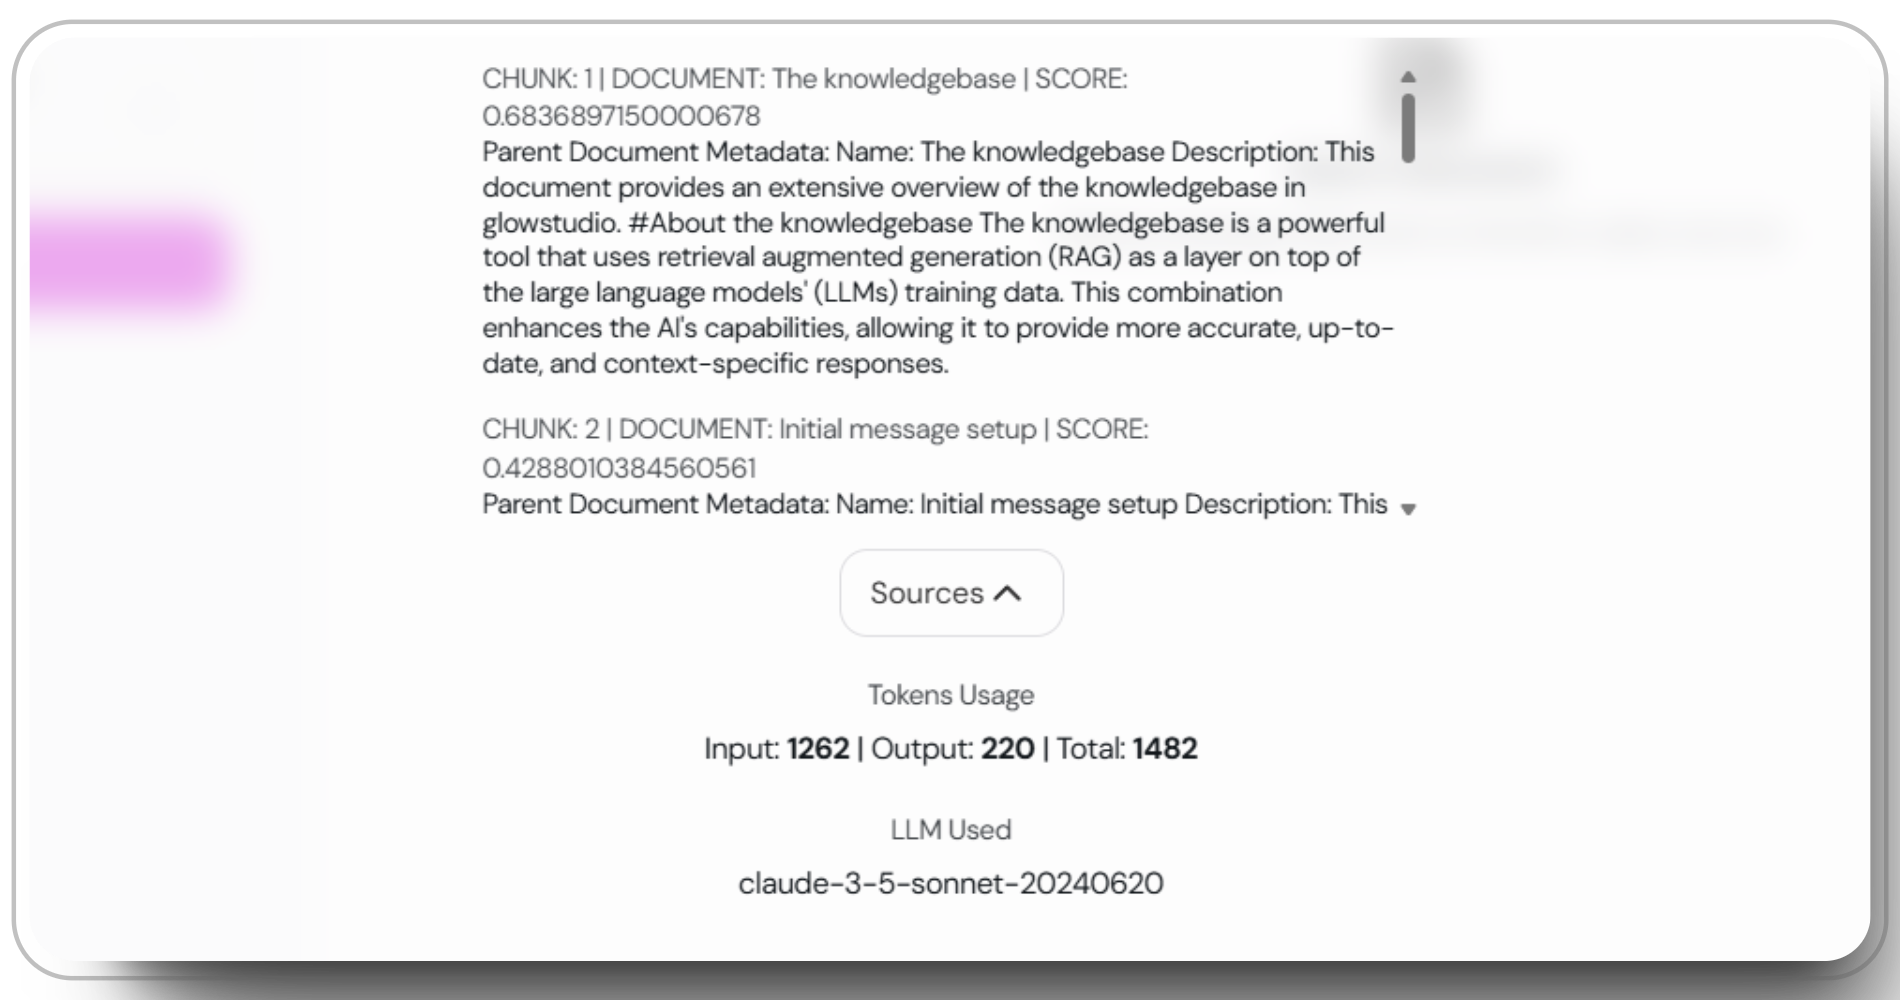 CHUNK: 1 | DOCUMENT: The knowledgebase | SCORE:
0.6836897150000678
Parent Document Metadata: Name: The knowledgebase Description: This
document provides an extensive overview of the knowledgebase in
glowstudio. #About the knowledgebase The knowledgebase is a powerful
tool that uses retrieval augmented generation (RAG) as a layer on top of
the large language models' (LLMs) training data. This combination
enhances the AI's capabilities, allowing it to provide more accurate, up-to-
date, and context-specific responses.
CHUNK: 2 | DOCUMENT: Initial message setup | SCORE:
0.4288010384560561
Parent Document Metadata: Name: Initial message setup Description: This
Sources
Tokens Usage
Input: 1262 | Output: 220 | Total: 1482
LLM Used
claude-3-5-sonnet-20240620